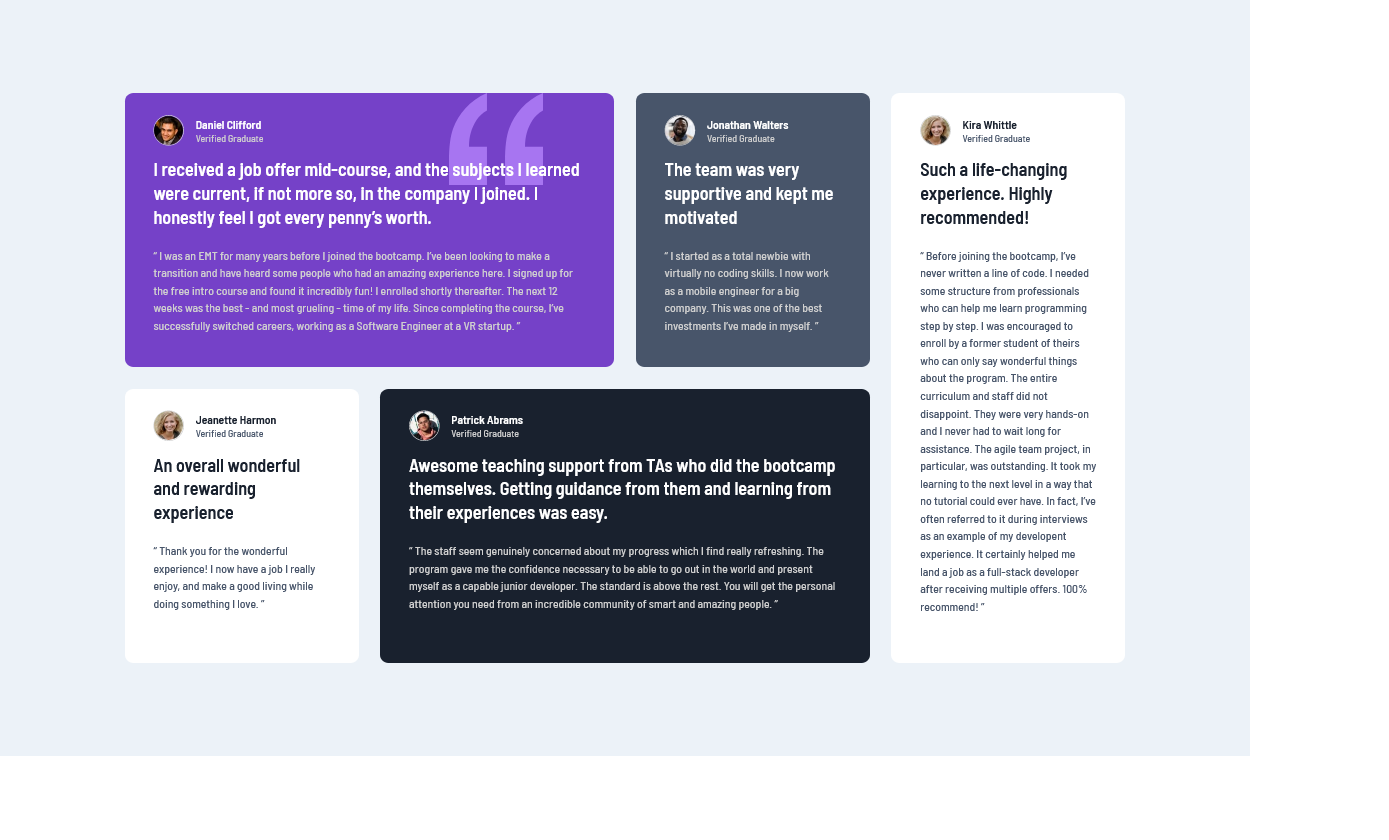 Daniel Clifford
Verified Graduate
I received a job offer mid-course, and the subjects I learned
were current, if not more so, in the company I joined. I
honestly feel I got every penny’s worth.
“ I was an EMT for many years before I joined the bootcamp. I’ve been looking to make a
transition and have heard some people who had an amazing experience here. I signed up for
the free intro course and found it incredibly fun! I enrolled shortly thereafter. The next 12
weeks was the best - and most grueling - time of my life. Since completing the course, I’ve
successfully switched careers, working as a Software Engineer at a VR startup. ”
Jonathan Walters
Verified Graduate
The team was very
supportive and kept me
motivated
“ I started as a total newbie with
virtually no coding skills. I now work
as a mobile engineer for a big
company. This was one of the best
investments I’ve made in myself. ”
Kira Whittle
Verified Graduate
Such a life-changing
experience. Highly
recommended!
“ Before joining the bootcamp, I’ve
never written a line of code. I needed
some structure from professionals
who can help me learn programming
step by step. I was encouraged to
enroll by a former student of theirs
who can only say wonderful things
about the program. The entire
curriculum and staff did not
disappoint. They were very hands-on
and I never had to wait long for
assistance. The agile team project, in
particular, was outstanding. It took my
learning to the next level in a way that
no tutorial could ever have. In fact, I’ve
often referred to it during interviews
as an example of my developent
experience. It certainly helped me
land a job as a full-stack developer
after receiving multiple offers. 100%
recommend! ”
Jeanette Harmon
Verified Graduate
An overall wonderful
and rewarding
experience
“ Thank you for the wonderful
experience! I now have a job I really
enjoy, and make a good living while
doing something I love. ”
Patrick Abrams
Verified Graduate
Awesome teaching support from TAs who did the bootcamp
themselves. Getting guidance from them and learning from
their experiences was easy.
“ The staff seem genuinely concerned about my progress which I find really refreshing. The
program gave me the confidence necessary to be able to go out in the world and present
myself as a capable junior developer. The standard is above the rest. You will get the personal
attention you need from an incredible community of smart and amazing people. ”